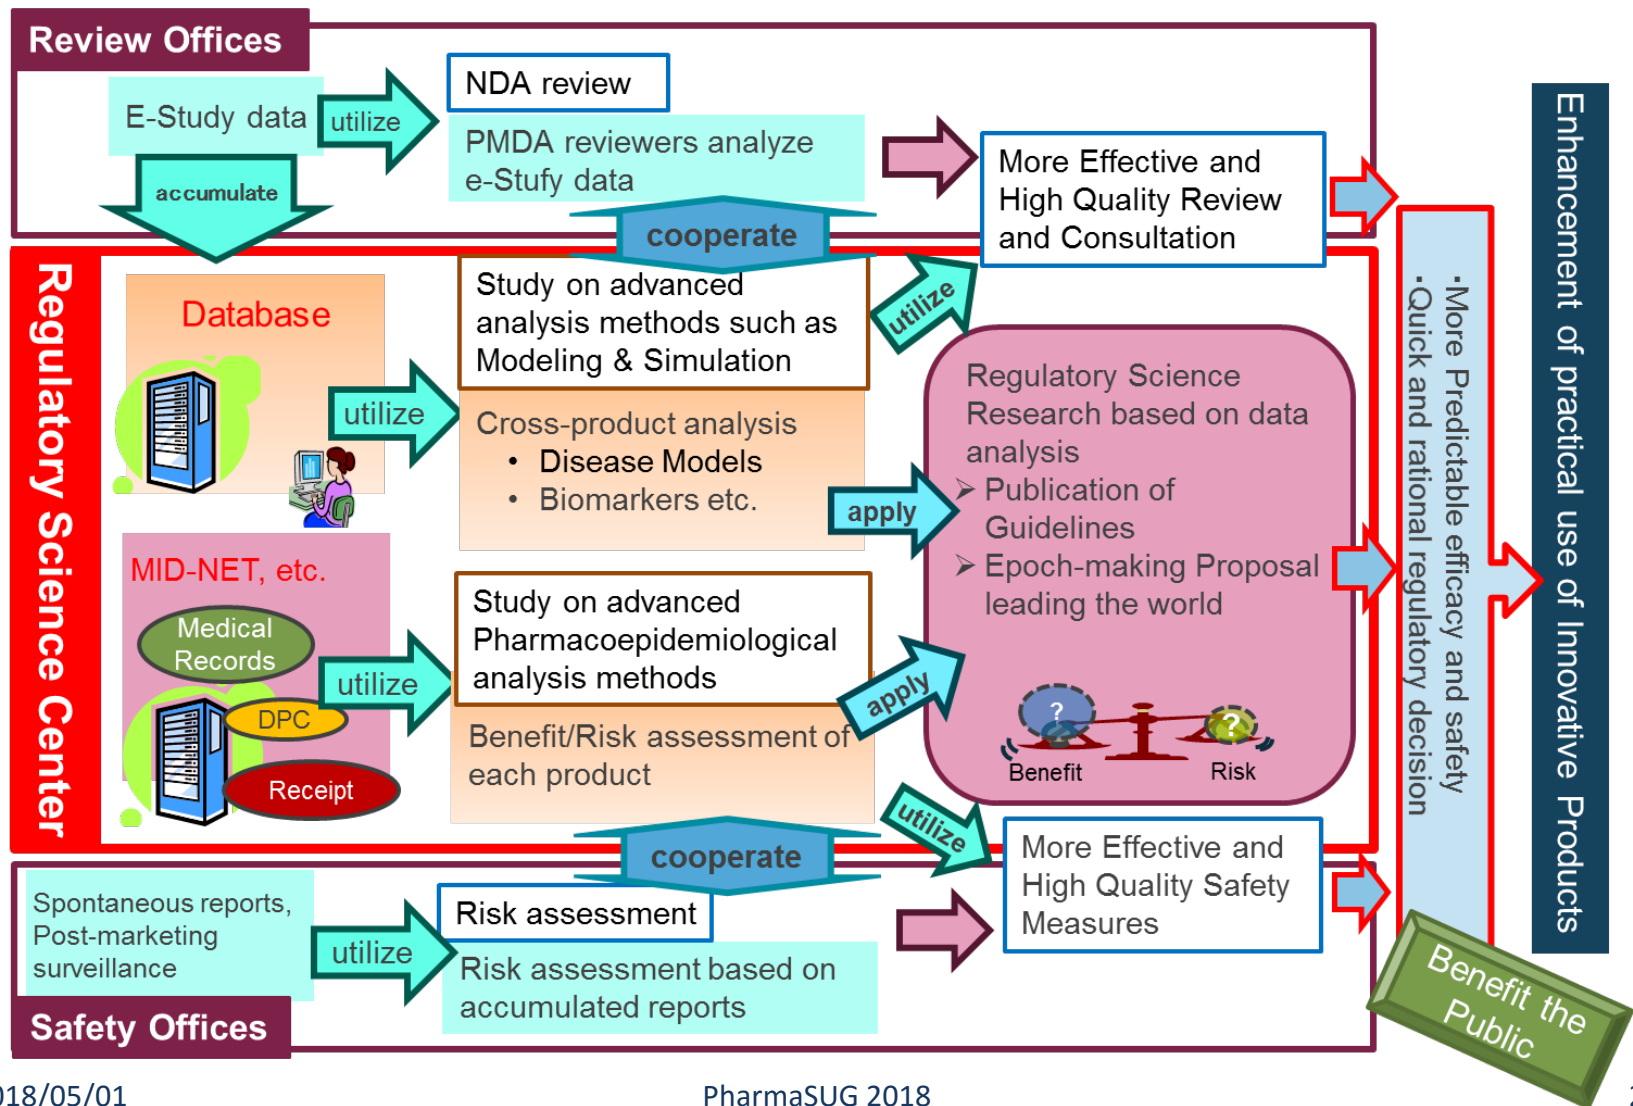 Review Offices
E-Study data
utilize
accumulate
NDA review
PMDA reviewers analyze
e-Stufy data
More Effective and
High Quality Review
and Consultation
cooperate
Regulatory Science Center
Database
utilize
Study on advanced
analysis methods such as
Modeling & Simulation
Cross-product analysis
• Disease Models
• Biomarkers etc.
utilize
apply
Regulatory Science
Research based on data
analysis
➢ Publication of
Guidelines
➢ Epoch-making Proposal
leading the world
? ?
Benefit Risk
MID-NET, etc.
Medical
Records
DPC
Receipt
utilize
Study on advanced
Pharmacoepidemiological
analysis methods
Benefit/Risk assessment of
each product
apply
utilize
cooperate
Spontaneous reports,
Post-marketing
surveillance
utilize
Risk assessment
Risk assessment based on
accumulated reports
More Effective and
High Quality Safety
Measures
Safety Offices
・More Predictable efficacy and safety
・Quick and rational regulatory decision
Enhancement of practical use of Innovative Products
Benefit the
Public
018/05/01
PharmaSUG 2018